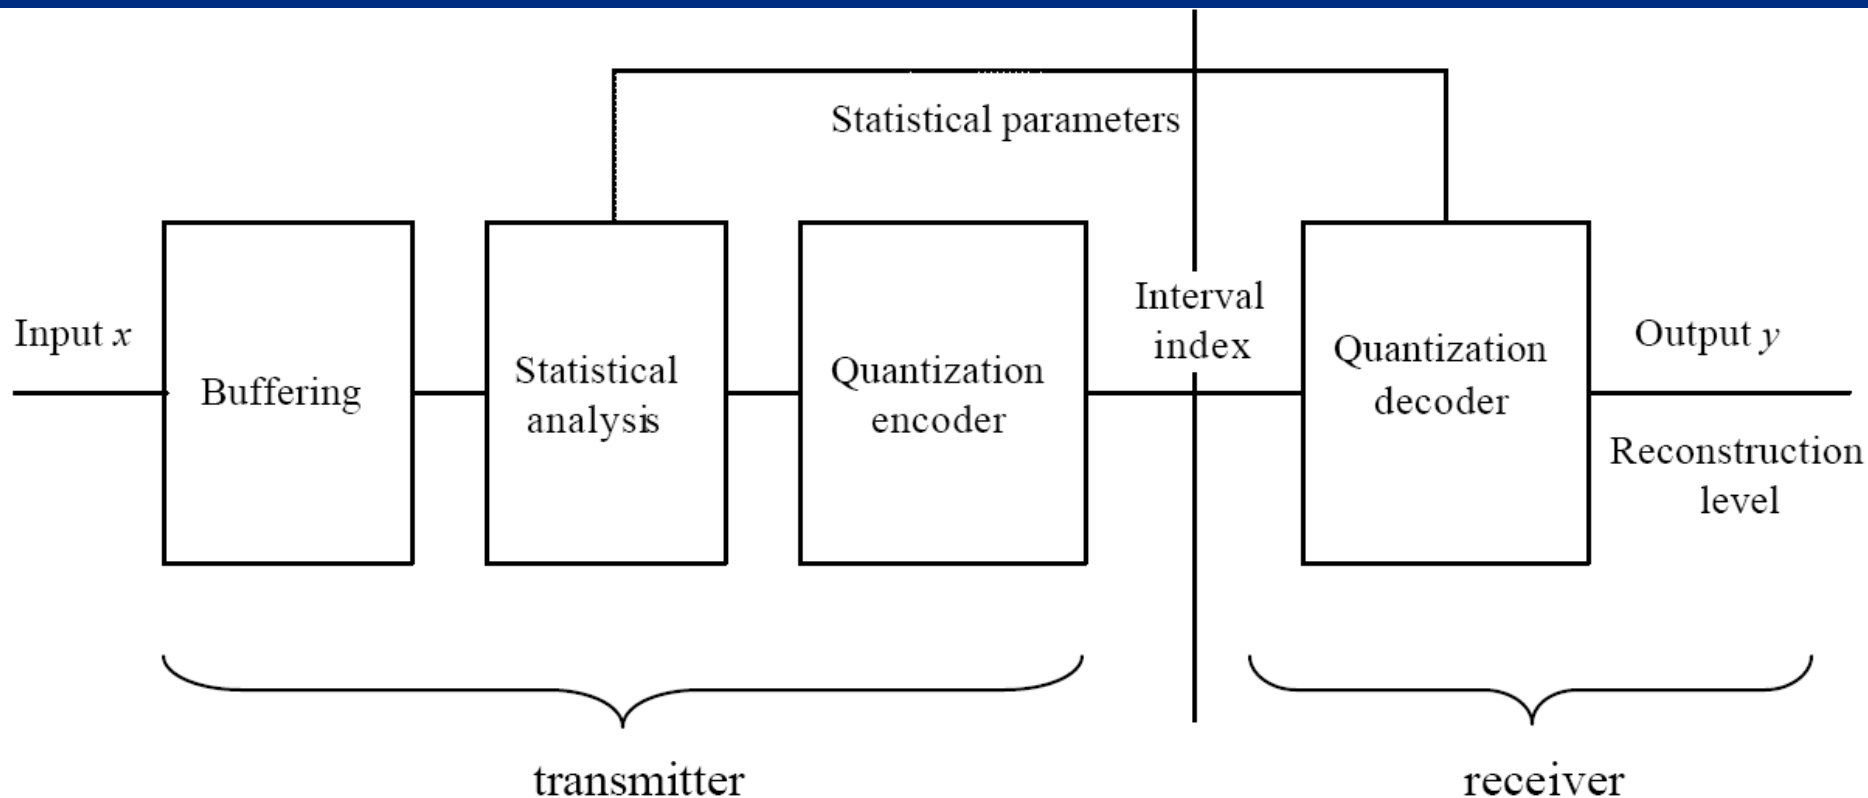 Statistical parameters
Input x
Buffering
Statistical
analysis
Quantization
encoder
Interval
index
Quantization
decoder
Output y
Reconstruction
level
transmitter
receiver